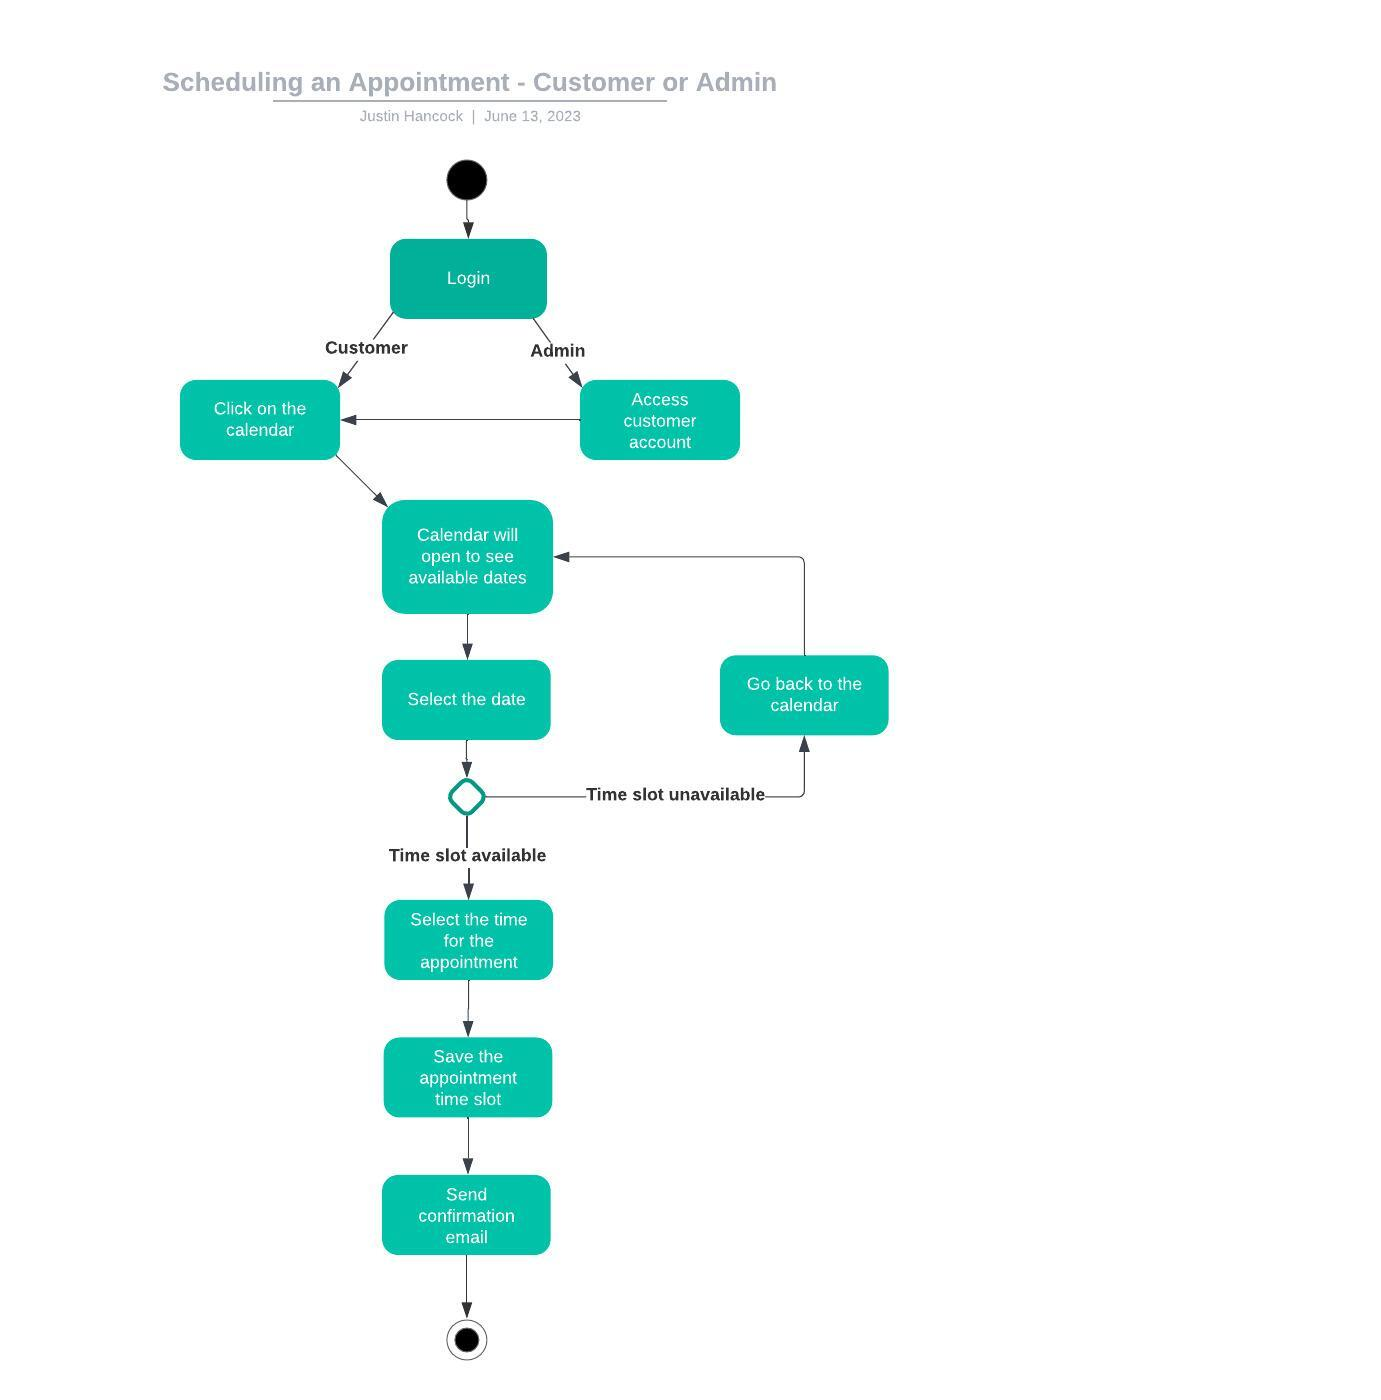 Scheduling an Appointment - Customer or Admin
Justin Hancock | June 13, 2023
Login
Customer
Admin
Click on the
calendar
Access
customer
account
Calendar will
open to see
available dates
Select the date
Go back to the
calendar
Time slot unavailable
Time slot available
Select the time
for the
appointment
Save the
appointment
time slot
Send
confirmation
email